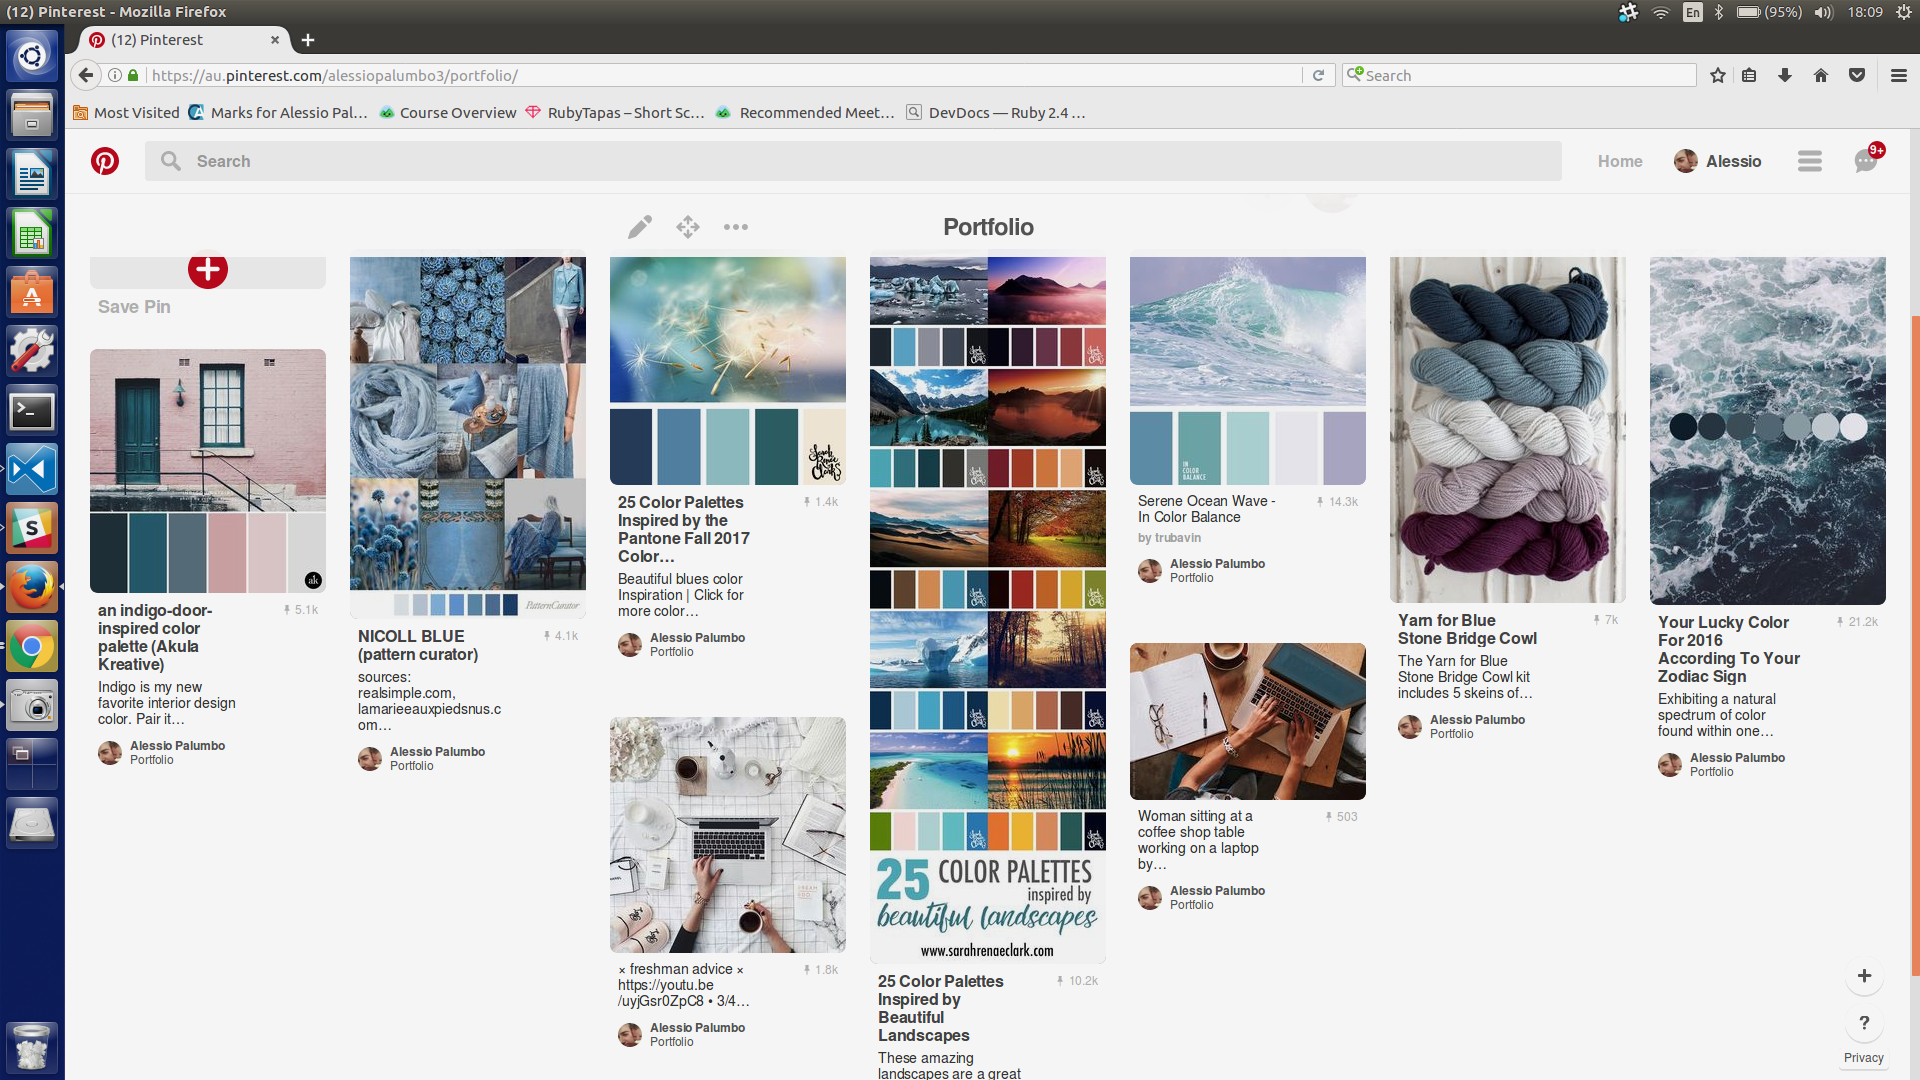 (12) Pinterest - Mozilla Firefox
En
(95%)
18:09
(12) Pinterest
https://au.pinterest.com/alessiopalumbo3/portfolio/
Search
Most Visited
Marks for Alessio Pal...
Course Overview
RubyTapas – Short Sc...
Recommended Meet...
DevDocs — Ruby 2.4 ...
Search
Home
Alessio
9+
Portfolio
Save Pin
ak
an indigo-door-
inspired color
palette (Akula
Kreative)
5.1k
Indigo is my new
favorite interior design
color. Pair it...
Alessio Palumbo
Portfolio
PatternCurator
NICOLL BLUE
(pattern curator)
4.1k
sources:
realsimple.com,
lamarieeauxpiedsnus.c
om...
Alessio Palumbo
Portfolio
Sarah
Renae
Clark
25 Color Palettes
Inspired by the
Pantone Fall 2017
Color...
1.4k
Beautiful blues color
Inspiration | Click for
more color...
Alessio Palumbo
Portfolio
× freshman advice ×
https://youtu.be
/uyjGsr0ZpC8 • 3/4...
1.8k
Alessio Palumbo
Portfolio
25 COLOR PALETTES
inspired by
beautiful landscapes
www.sarahrenaeclark.com
25 Color Palettes
Inspired by
Beautiful
Landscapes
10.2k
These amazing
landscapes are a great
IN
COLOR
BALANCE
Serene Ocean Wave -
In Color Balance
14.3k
by trubavin
Alessio Palumbo
Portfolio
Woman sitting at a
coffee shop table
working on a laptop
by...
503
Alessio Palumbo
Portfolio
Yarn for Blue
Stone Bridge Cowl
7k
The Yarn for Blue
Stone Bridge Cowl kit
includes 5 skeins of...
Alessio Palumbo
Portfolio
Your Lucky Color
For 2016
According To Your
Zodiac Sign
21.2k
Exhibiting a natural
spectrum of color
found within one...
Alessio Palumbo
Portfolio
+
?
Privacy